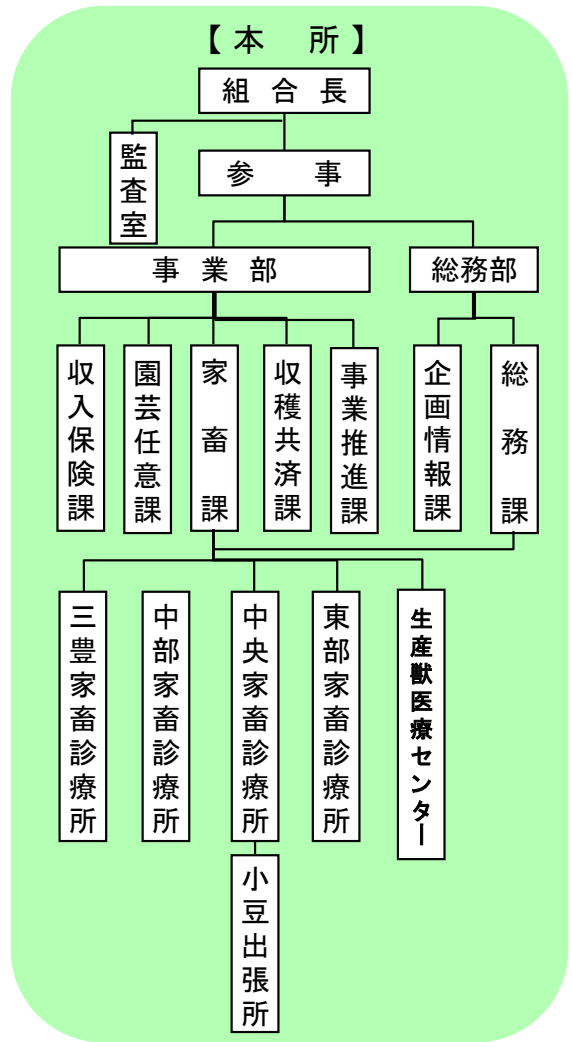 【本　所】
組合長
監査室
参　事
事業部
総務部
収入保険課
園芸任意課
家畜課
収穫共済課
事業推進課
企画情報課
総務課
三豊家畜診療所
中部家畜診療所
中央家畜診療所
東部家畜診療所
生産獣医療センター
小豆出張所